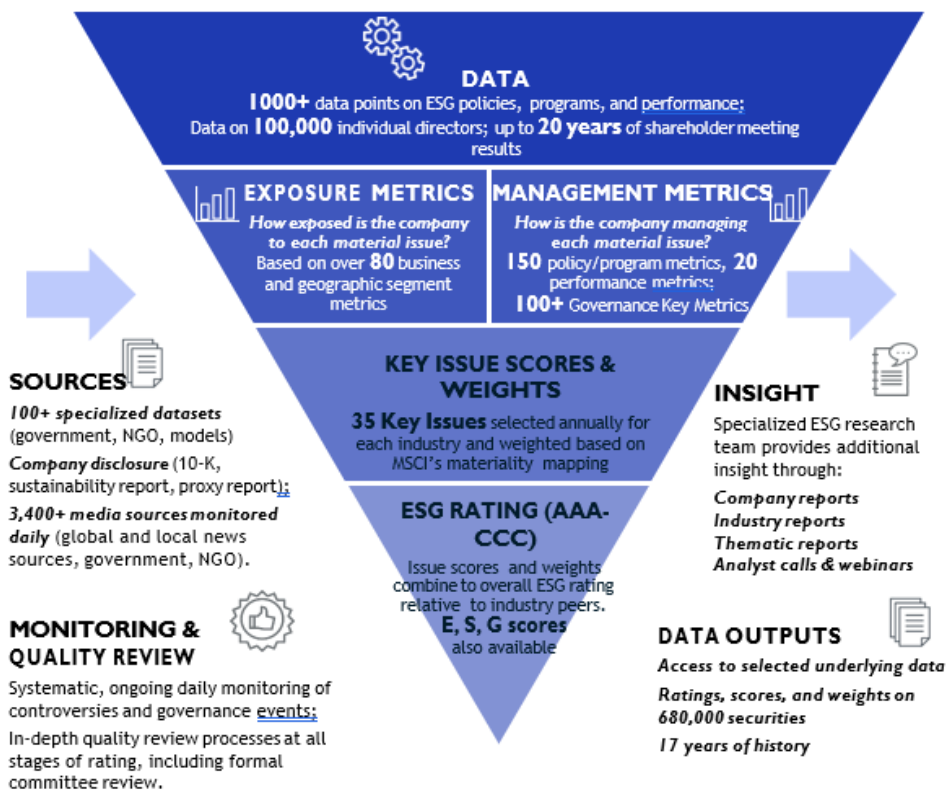 DATA
1000+ data points on ESG policies, programs, and performance;
Data on 100,000 individual directors; up to 20 years of shareholder meeting
results
EXPOSURE METRICS
How exposed is the company
to each material issue?
Based on over 80 business
and geographic segment
metrics
MANAGEMENT METRICS
How is the company managing
each material issue?
150 policy/program metrics, 20
performance metrics;
100+ Governance Key Metrics
KEY ISSUE SCORES &
WEIGHTS
35 Key Issues selected annually for
each industry and weighted based on
MSCI's materiality mapping
ESG RATING (AAA-
CCC)
Issue scores and weights
combine to overall ESG rating
relative to industry peers.
E, S, G scores
also available
SOURCES
100+ specialized datasets
(government, NGO, models)
Company disclosure (10-K,
sustainability report, proxy report);
3,400+ media sources monitored
daily (global and local news
sources, government, NGO).
MONITORING &
QUALITY REVIEW
Systematic, ongoing daily monitoring of
controversies and governance events;
In-depth quality review processes at all
stages of rating, including formal
committee review.
INSIGHT
Specialized ESG research
team provides additional
insight through:
Company reports
Industry reports
Thematic reports
Analyst calls & webinars
DATA OUTPUTS
Access to selected underlying data
Ratings, scores, and weights on
680,000 securities
17 years of history